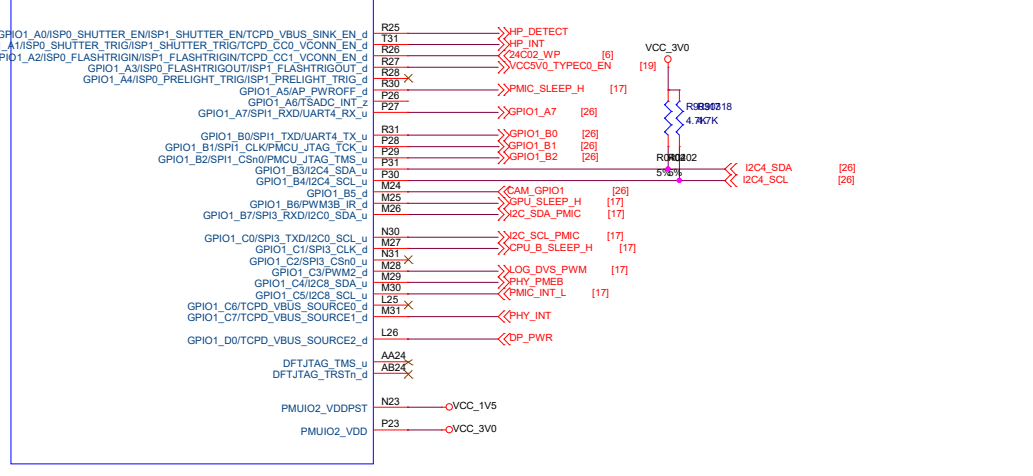 GPIO1_A0/ISP0_SHUTTER_EN/ISP1_SHUTTER_EN/TCPD_VBUS_SINK_EN_d R25 HP_DETECT
_A1/ISP0_SHUTTER_TRIG/ISP1_SHUTTER_TRIG/TCPD_CC0_VCONN_EN_d T31 HP_INT
PIO1_A2/ISP0_FLASHTRIGIN/ISP1_FLASHTRIGIN/TCPD_CC1_VCONN_EN_d R26 24C02_WP [6]
GPIO1_A3/ISP0_FLASHTRIGOUT/ISP1_FLASHTRIGOUT_d R27 VCC5V0_TYPEC0_EN [19]
GPIO1_A4/ISP0_PRELIGHT_TRIG/ISP1_PRELIGHT_TRIG_d R28
GPIO1_A5/AP_PWROFF_d R30 PMIC_SLEEP_H [17]
GPIO1_A6/TSADC_INT_z P26
GPIO1_A7/SPI1_RXD/UART4_RX_u P27 GPIO1_A7 [26]
GPIO1_B0/SPI1_TXD/UART4_TX_u R31 GPIO1_B0 [26]
GPIO1_B1/SPI1_CLK/PMCU_JTAG_TCK_u P28 GPIO1_B1 [26]
GPIO1_B2/SPI1_CSn0/PMCU_JTAG_TMS_u P29 GPIO1_B2 [26]
GPIO1_B3/I2C4_SDA_u P31 I2C4_SDA [26]
GPIO1_B4/I2C4_SCL_u P30 I2C4_SCL [26]
GPIO1_B5_d M24 CAM_GPIO1 [26]
GPIO1_B6/PWM3B_IR_d M25 GPU_SLEEP_H [17]
GPIO1_B7/SPI3_RXD/I2C0_SDA_u M26 I2C_SDA_PMIC [17]
GPIO1_C0/SPI3_TXD/I2C0_SCL_u N30 I2C_SCL_PMIC [17]
GPIO1_C1/SPI3_CLK_d M27 CPU_B_SLEEP_H [17]
GPIO1_C2/SPI3_CSn0_u N31
GPIO1_C3/PWM2_d M28 LOG_DVS_PWM [17]
GPIO1_C4/I2C8_SDA_u M29 PHY_PMEB
GPIO1_C5/I2C8_SCL_u M30 PMIC_INT_L [17]
GPIO1_C6/TCPD_VBUS_SOURCE0_d L25
GPIO1_C7/TCPD_VBUS_SOURCE1_d M31 PHY_INT
GPIO1_D0/TCPD_VBUS_SOURCE2_d L26 DP_PWR
DFTJTAG_TMS_u AA24
DFTJTAG_TRSTn_d AB24
PMUIO2_VDDPST N23 VCC_1V5
PMUIO2_VDD P23 VCC_3V0
VCC_3V0
4.7K
5%